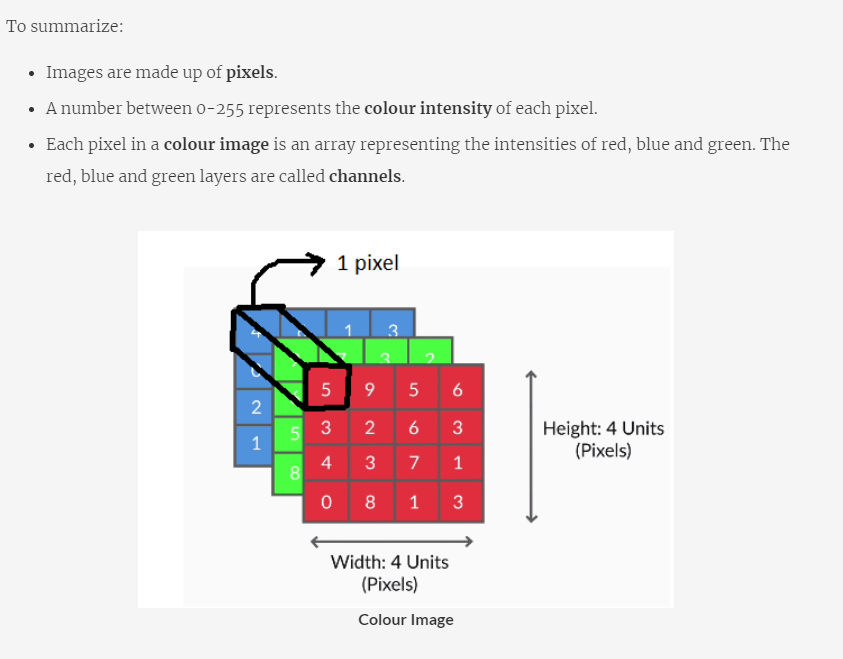 To summarize:
• Images are made up of pixels.
• A number between 0-255 represents the colour intensity of each pixel.
• Each pixel in a colour image is an array representing the intensities of red, blue and green. The
red, blue and green layers are called channels.
1 pixel
4 1 3
3 2
5 9 5 6
0
2 5 3 2 6 3
1 8 4 3 7 1
0 8 1 3
Height: 4 Units
(Pixels)
Width: 4 Units
(Pixels)
Colour Image